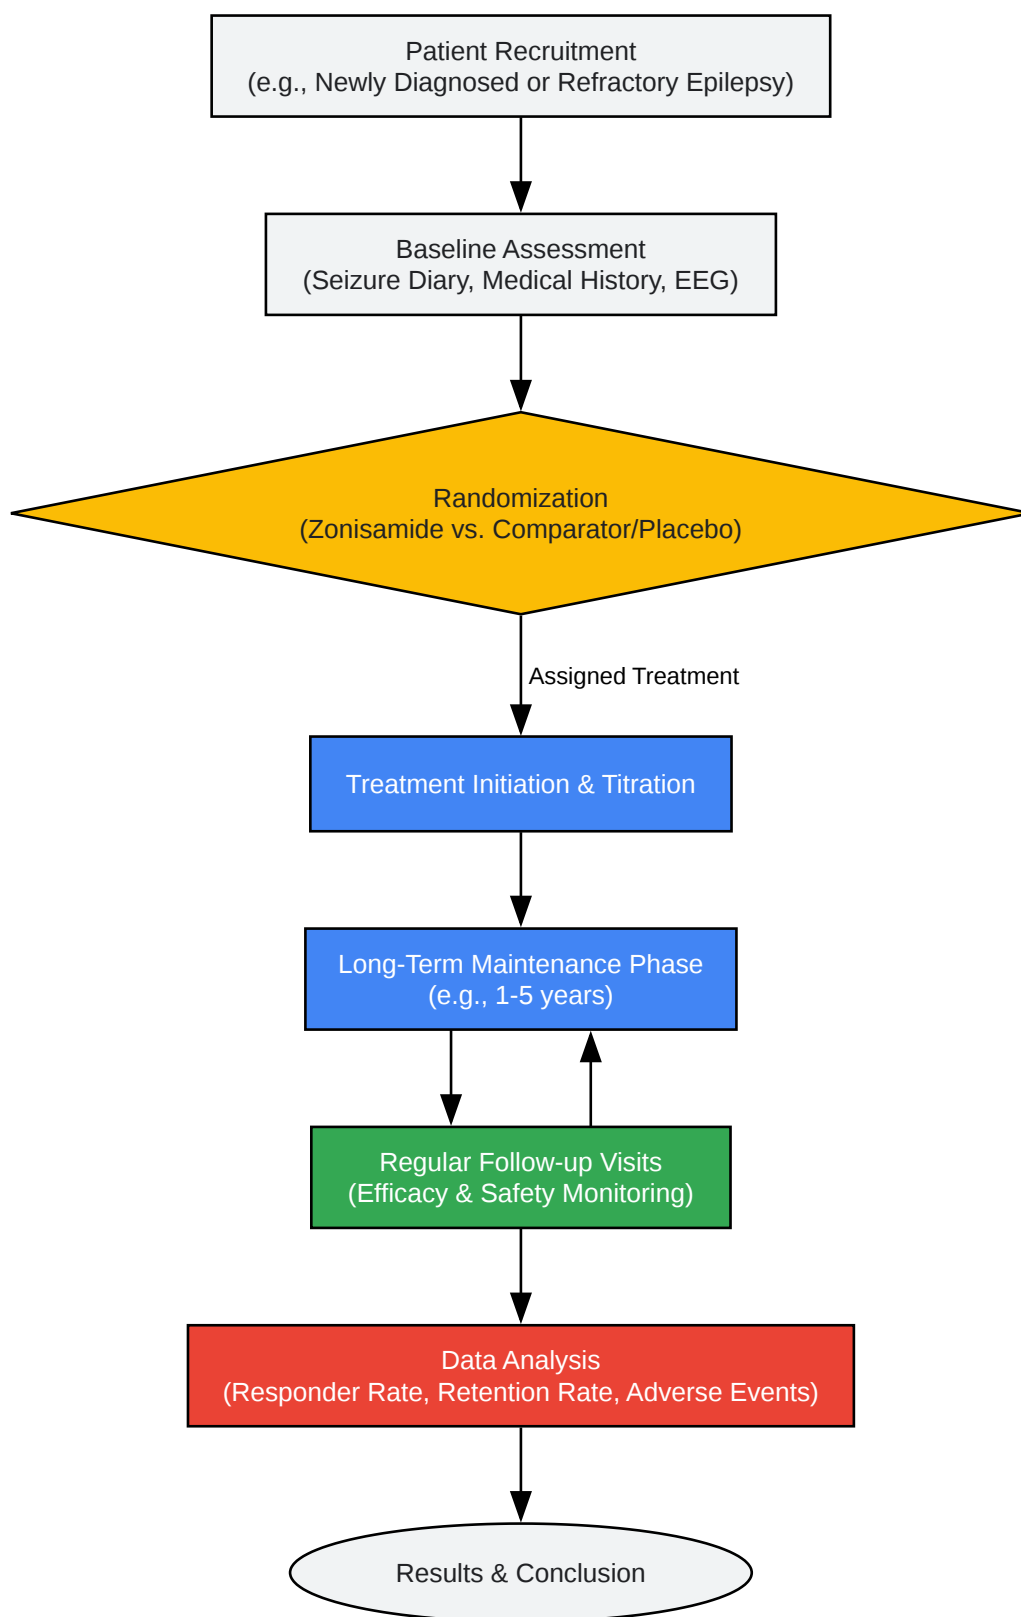 Patient Recruitment
(e.g., Newly Diagnosed or Refractory Epilepsy)
Baseline Assessment
(Seizure Diary, Medical History, EEG)
Randomization
(Zonisamide vs. Comparator/Placebo)
Assigned Treatment
Treatment Initiation & Titration
Long-Term Maintenance Phase
(e.g., 1-5 years)
Regular Follow-up Visits
(Efficacy & Safety Monitoring)
Data Analysis
(Responder Rate, Retention Rate, Adverse Events)
Results & Conclusion